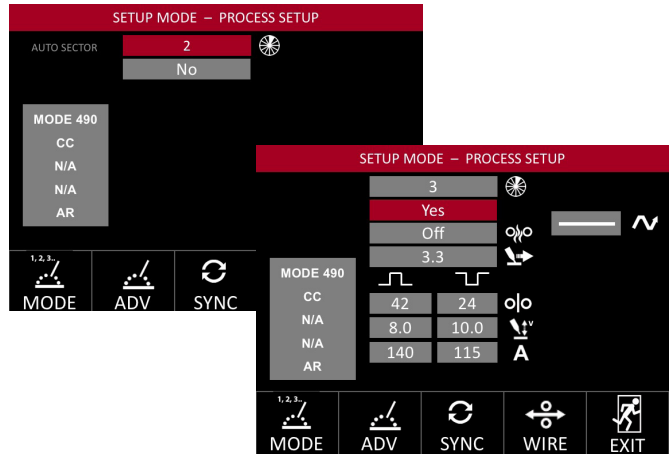 SETUP MODE – PROCESS SETUP
AUTO SECTOR 2
No
MODE 490
CC
N/A
N/A
AR
1, 2, 3..
MODE ADV SYNC
SETUP MODE – PROCESS SETUP
3
Yes
Off
3.3
MODE 490
CC
N/A
N/A
AR
42 24
8.0 10.0 V
140 115 A
1, 2, 3..
MODE ADV SYNC WIRE EXIT